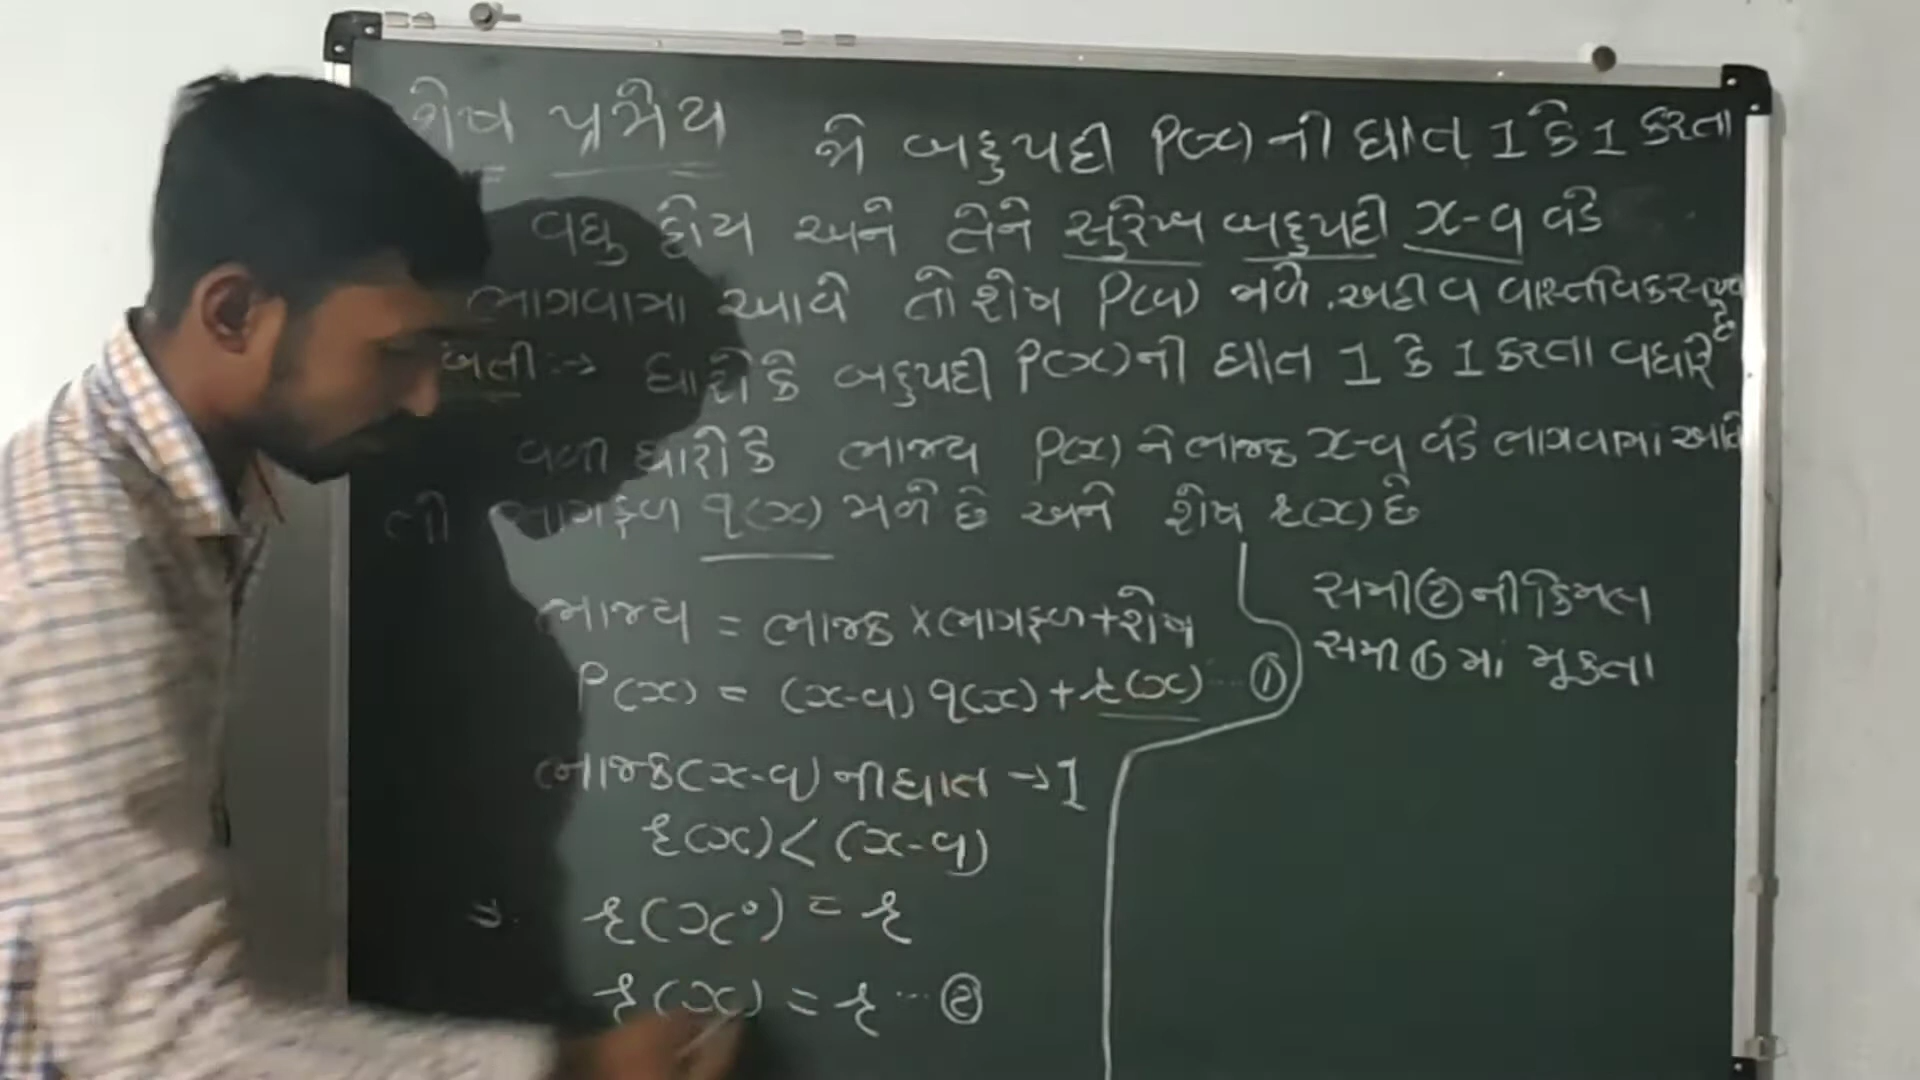 શેષ પ્રમેય જો બહુપદી P(x) ની ઘાત 1 કે 1 કરતા
વધુ હોય અને તેને સુરેખ બહુપદી x-a વડે
ભાગવામાં આવે તો શેષ P(a) મળે. અહી a વાસ્તવિક સંખ્યા છે
બતી :→ ધારો કે બહુપદી P(x) ની ઘાત 1 કે 1 કરતા વધારે
વળી ધારો કે ભાજ્ય P(x) ને ભાજક x-a વડે ભાગવામાં આવે
તો ભાગફળ q(x) મળે છે અને શેષ r(x) છે
ભાજ્ય = ભાજક × ભાગફળ + શેષ
P(x) = (x-a) q(x) + r(x) ... ①
ભાજક (x-a) ની ઘાત → 1
r(x) < (x-a)
⇒ r(x°) = r
r(x) = r ... ②
સમી ② ની કિમત
સમી ① માં મૂકતા